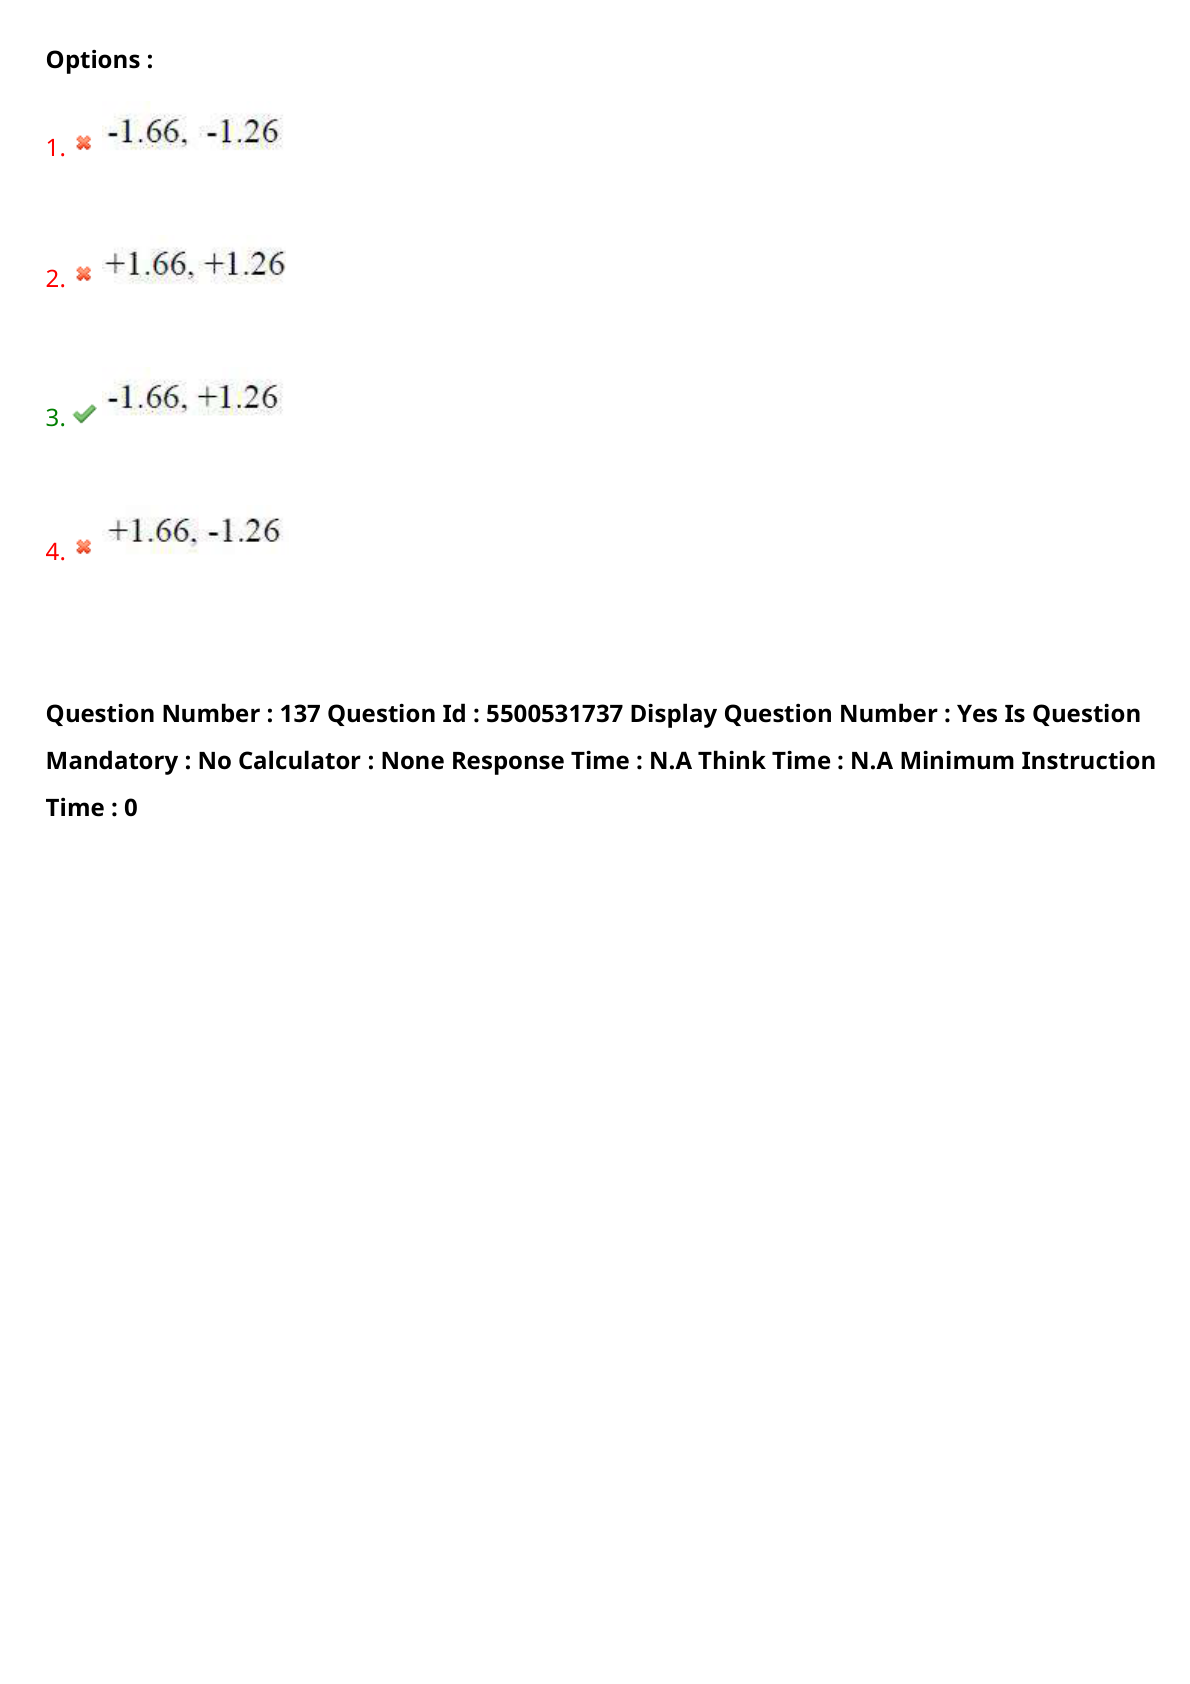 Options :
1. -1.66, -1.26
2. +1.66, +1.26
3. -1.66, +1.26
4. +1.66, -1.26
Question Number : 137 Question Id : 5500531737 Display Question Number : Yes Is Question
Mandatory : No Calculator : None Response Time : N.A Think Time : N.A Minimum Instruction
Time : 0